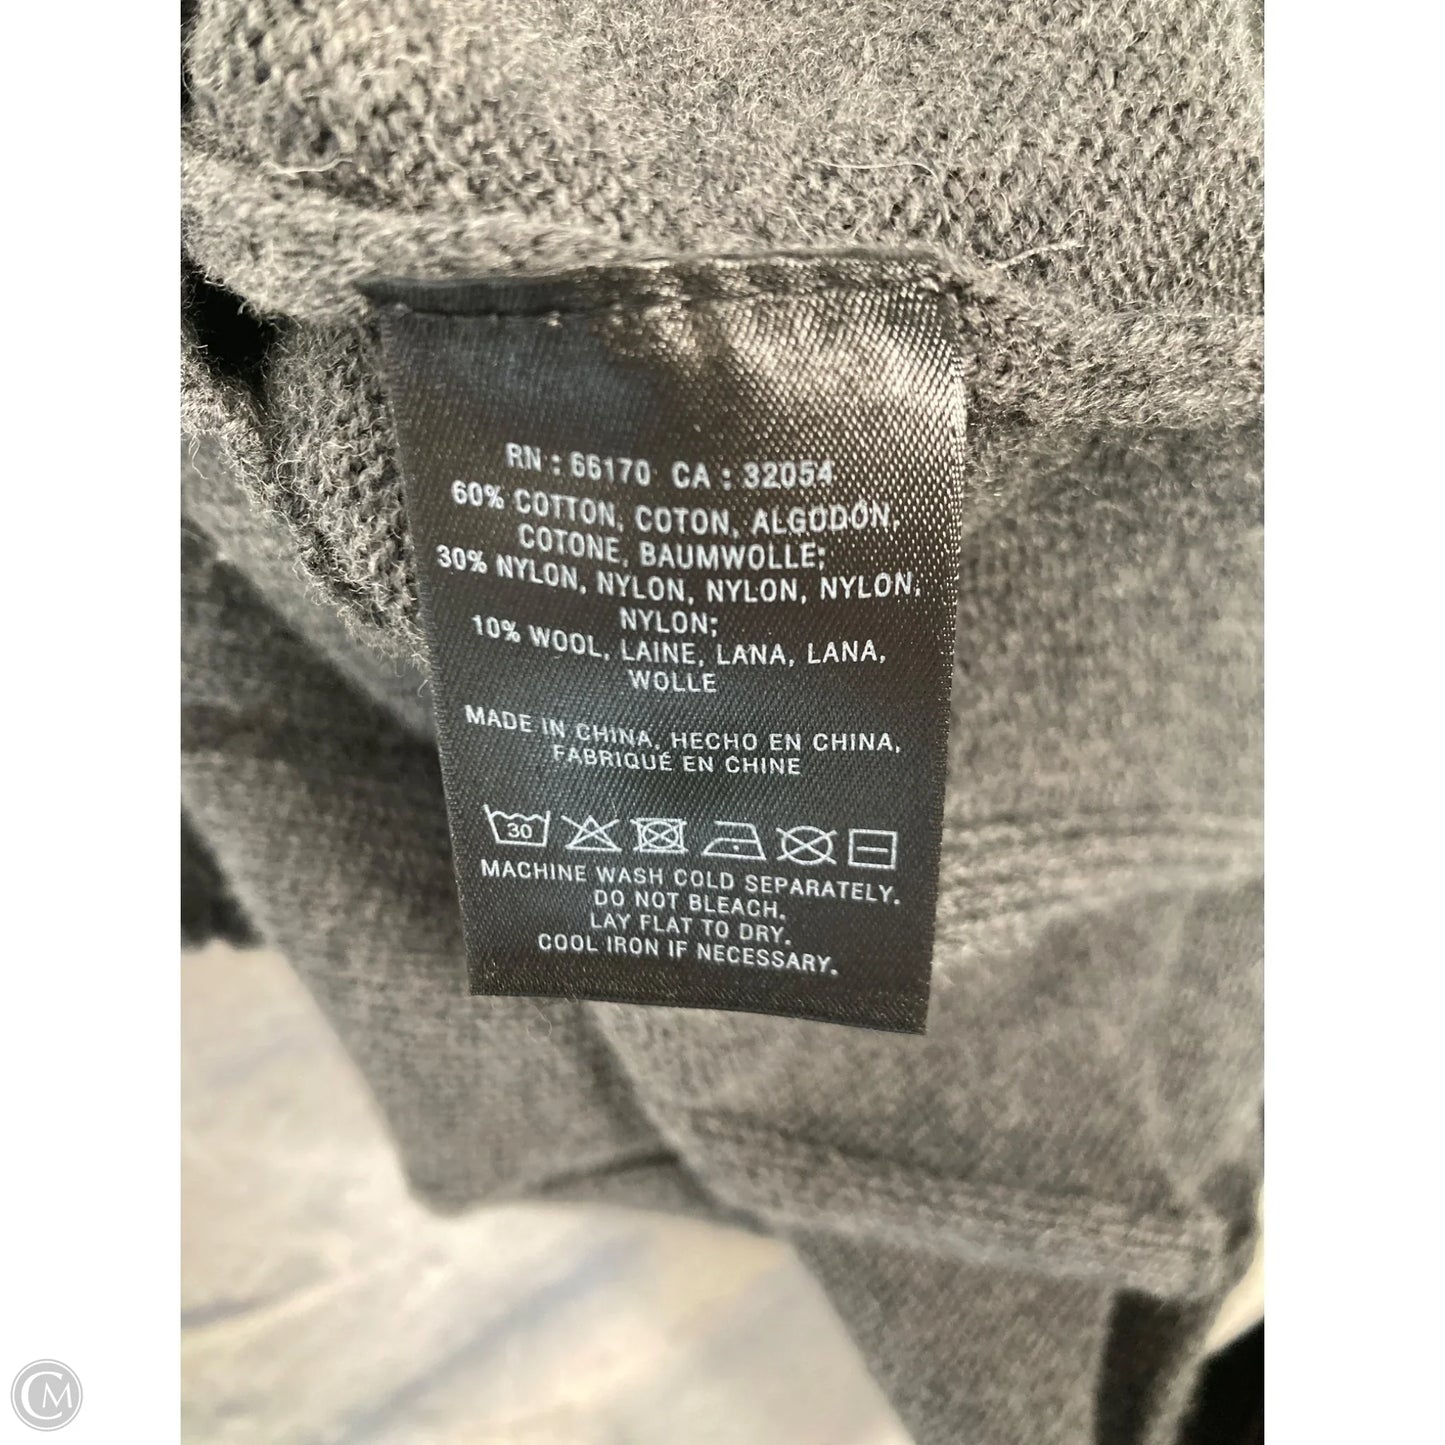 RN : 66170 CA : 32054
60% COTTON, COTON, ALGODÓN,
COTONE, BAUMWOLLE;
30% NYLON, NYLON, NYLON, NYLON,
NYLON;
10% WOOL, LAINE, LANA, LANA,
WOLLE
MADE IN CHINA, HECHO EN CHINA,
FABRIQUÉ EN CHINE
30
MACHINE WASH COLD SEPARATELY.
DO NOT BLEACH.
LAY FLAT TO DRY.
COOL IRON IF NECESSARY.
CM